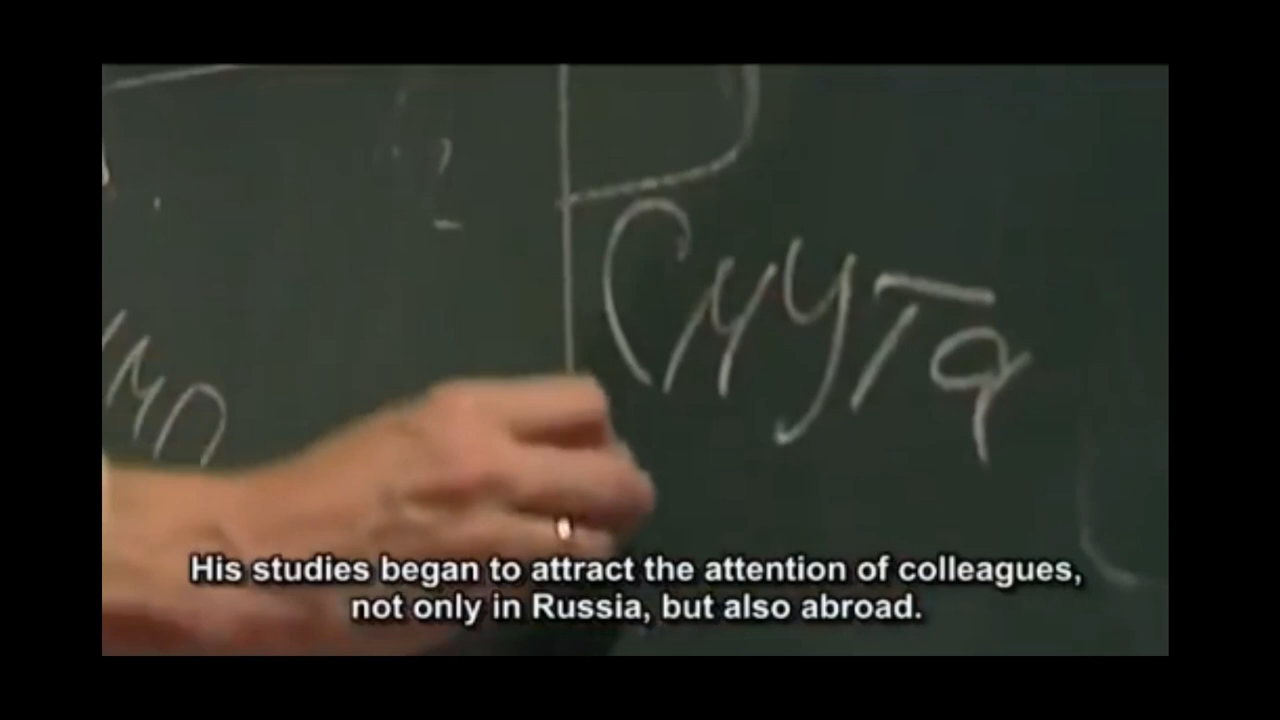 Смута
His studies began to attract the attention of colleagues,
not only in Russia, but also abroad.